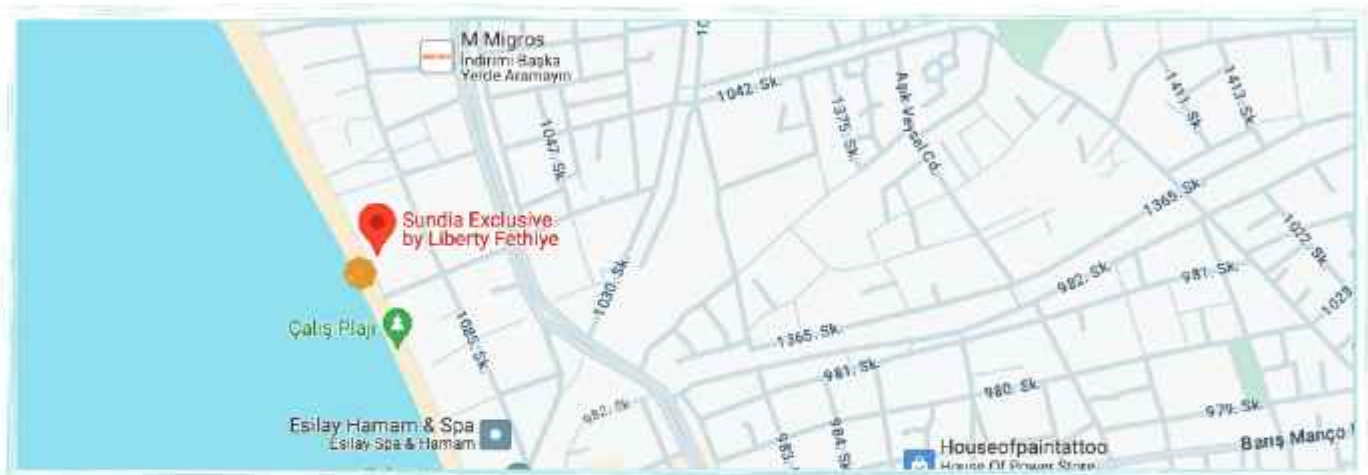 M Migros
İndirimi Başka
Yerde Aramayın
1042. Sk.
1047. Sk.
1375. Sk.
Aşık Veysel Cd.
1411. Sk.
1413. Sk.
Sundia Exclusive
by Liberty Fethiye
1365. Sk.
1022. Sk.
1030. Sk.
982. Sk.
981. Sk.
1023
Çalış Plajı
1085. Sk.
1365. Sk.
981. Sk.
980. Sk.
982. Sk.
979. Sk.
Esilay Hamam & Spa
Esilay Spa & Hamam
983.
984. Sk.
Houseofpaintattoo
House Of Power Store
Barış Manço